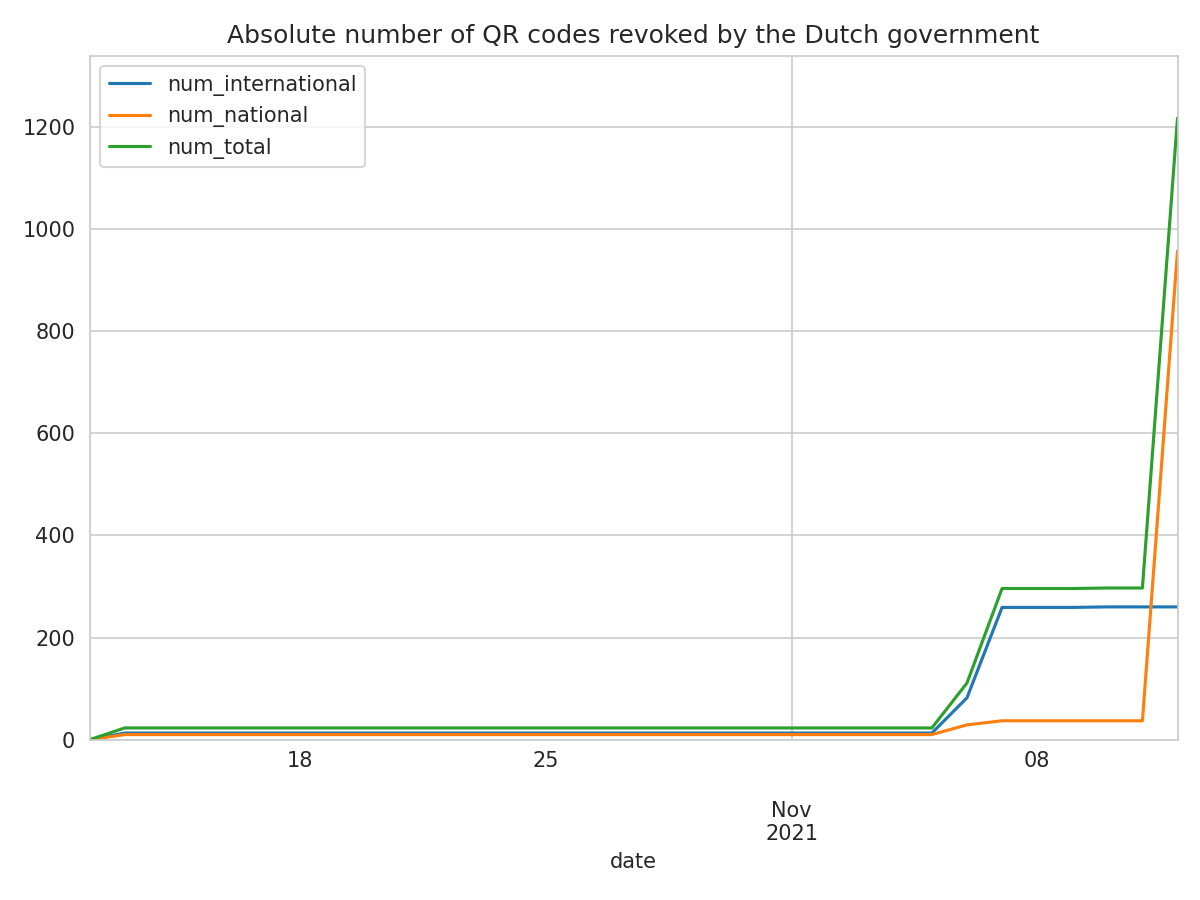 Absolute number of QR codes revoked by the Dutch government
num_international
num_national
num_total
1200
1000
800
600
400
200
0
18
25
08
Nov
2021
date